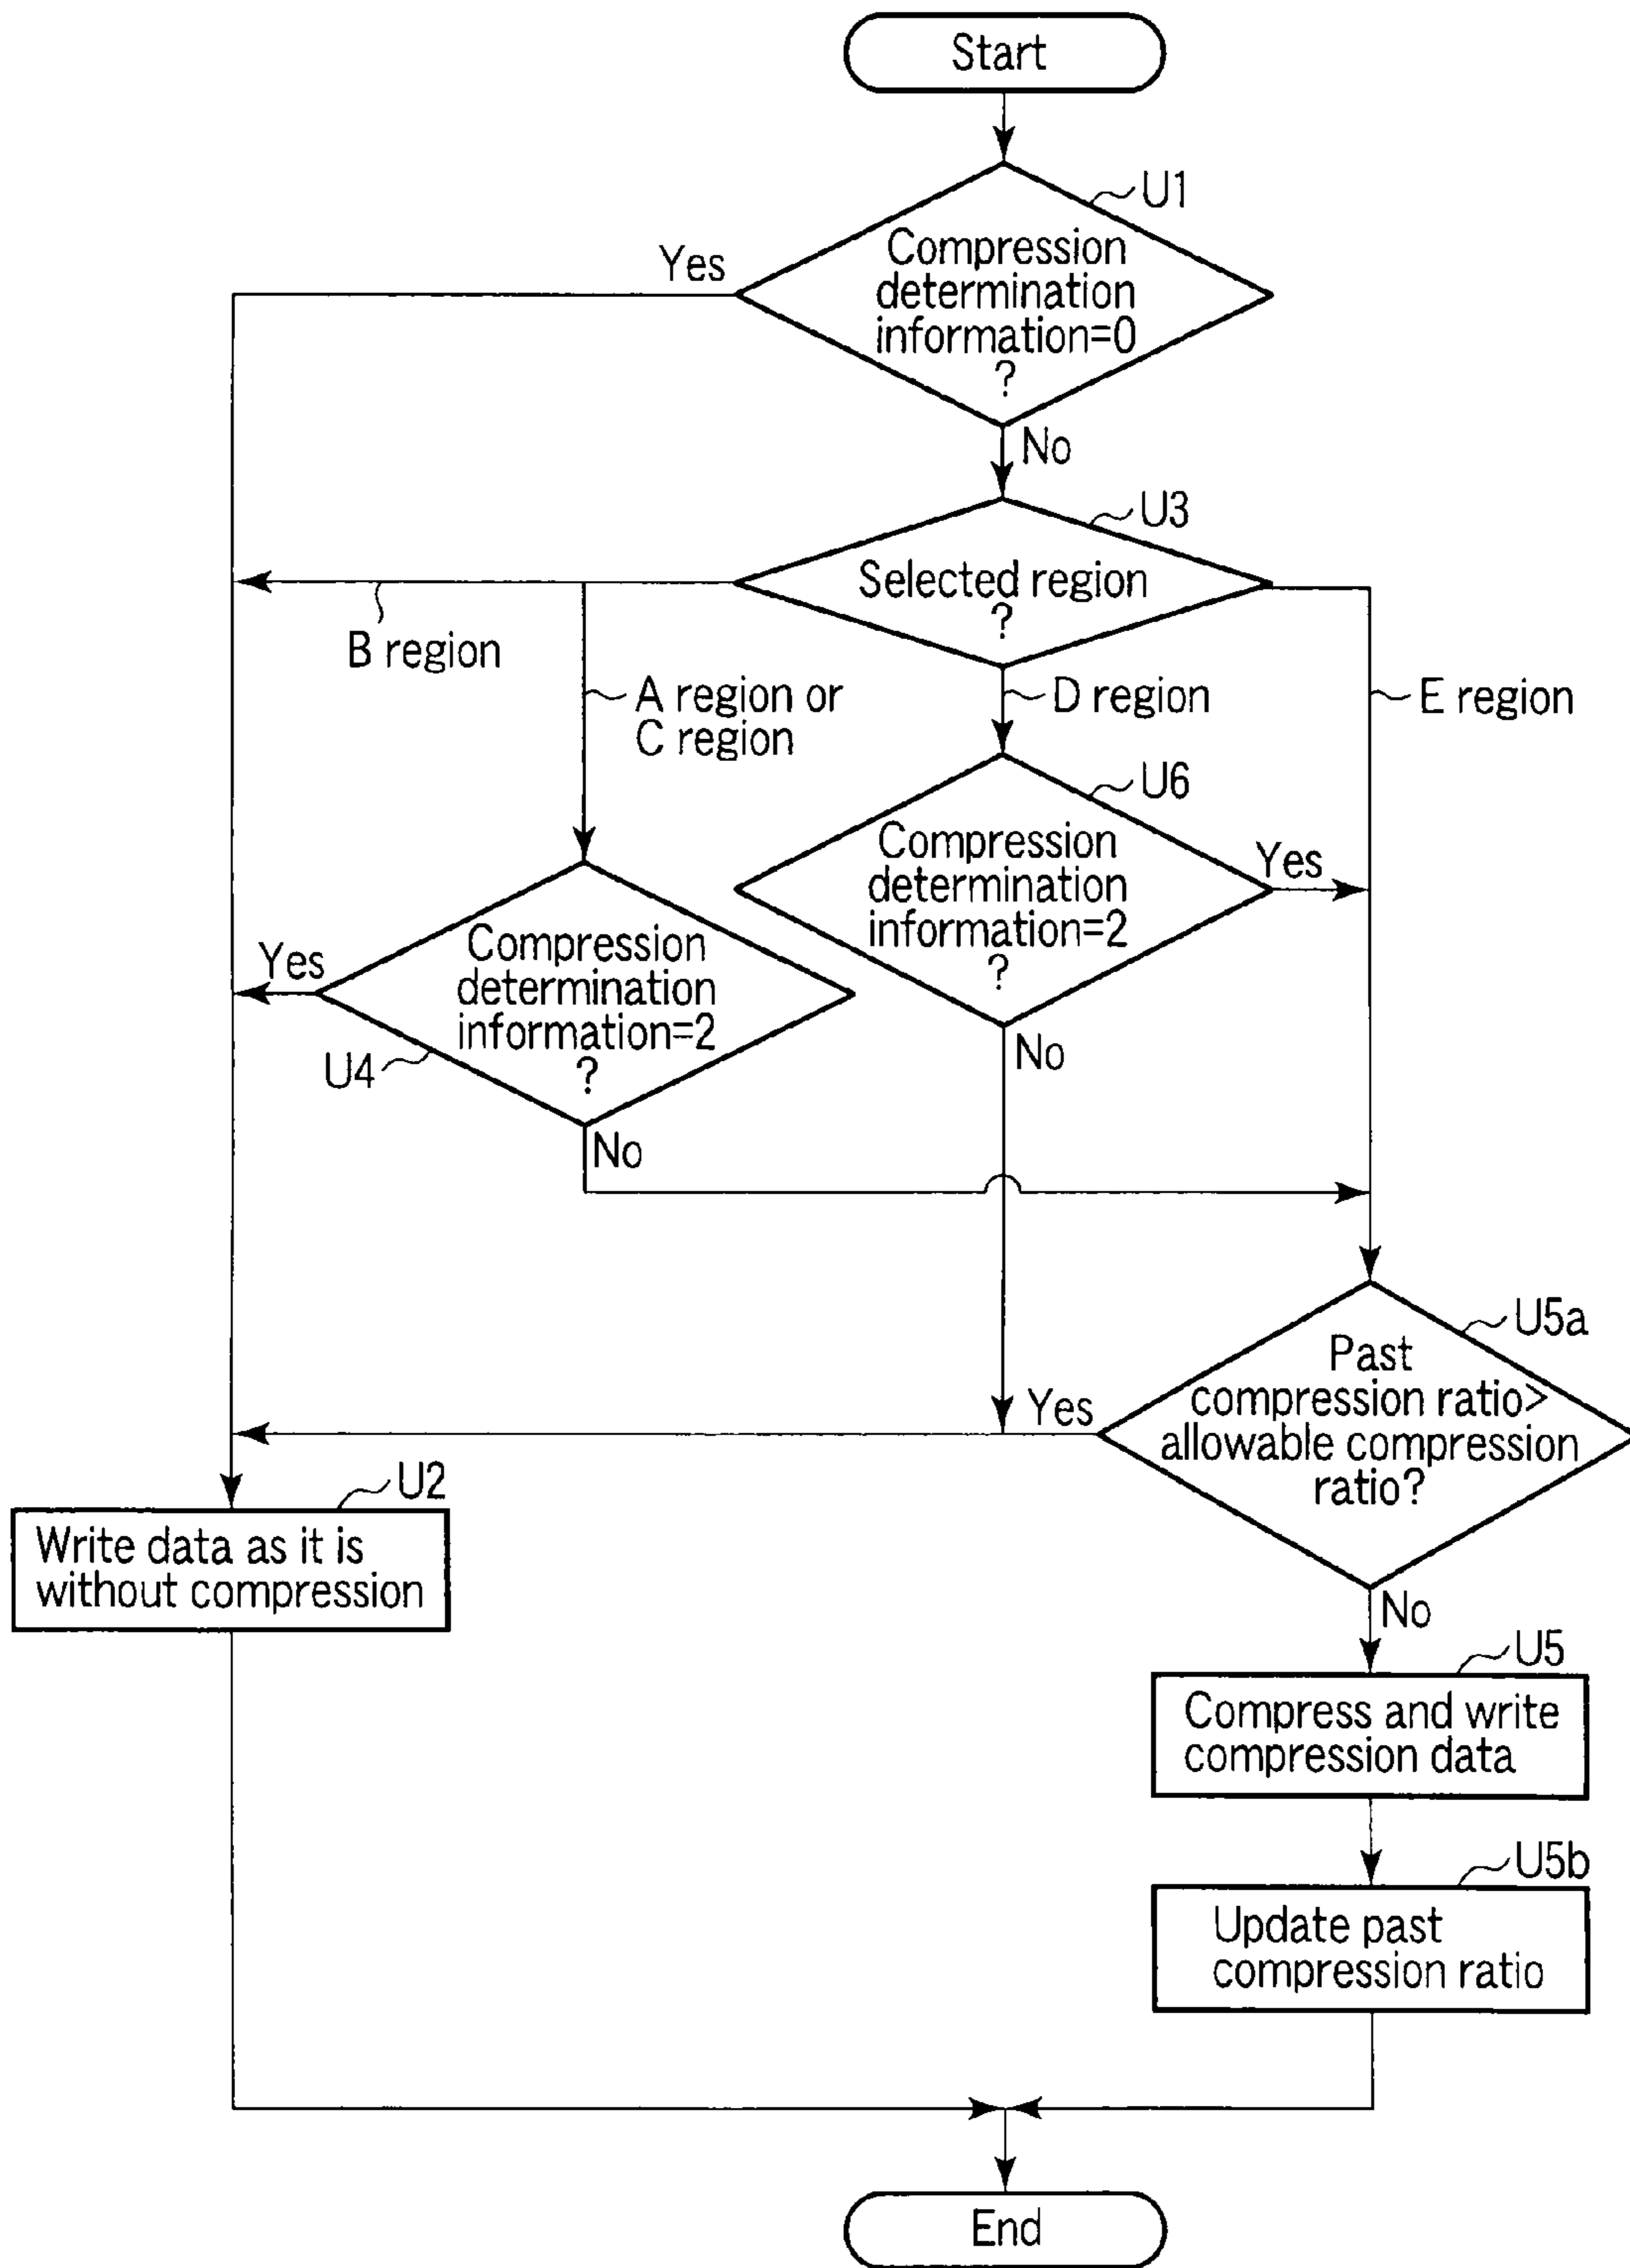 Start
U1
Yes
Compression
determination
information=0
?
No
U3
Selected region
?
B region
A region or
C region
D region
E region
U6
Compression
determination
information=2
?
Yes
Yes
Compression
determination
information=2
?
U4
No
No
U5a
Past
compression ratio>
allowable compression
ratio?
Yes
U2
Write data as it is
without compression
No
U5
Compress and write
compression data
U5b
Update past
compression ratio
End